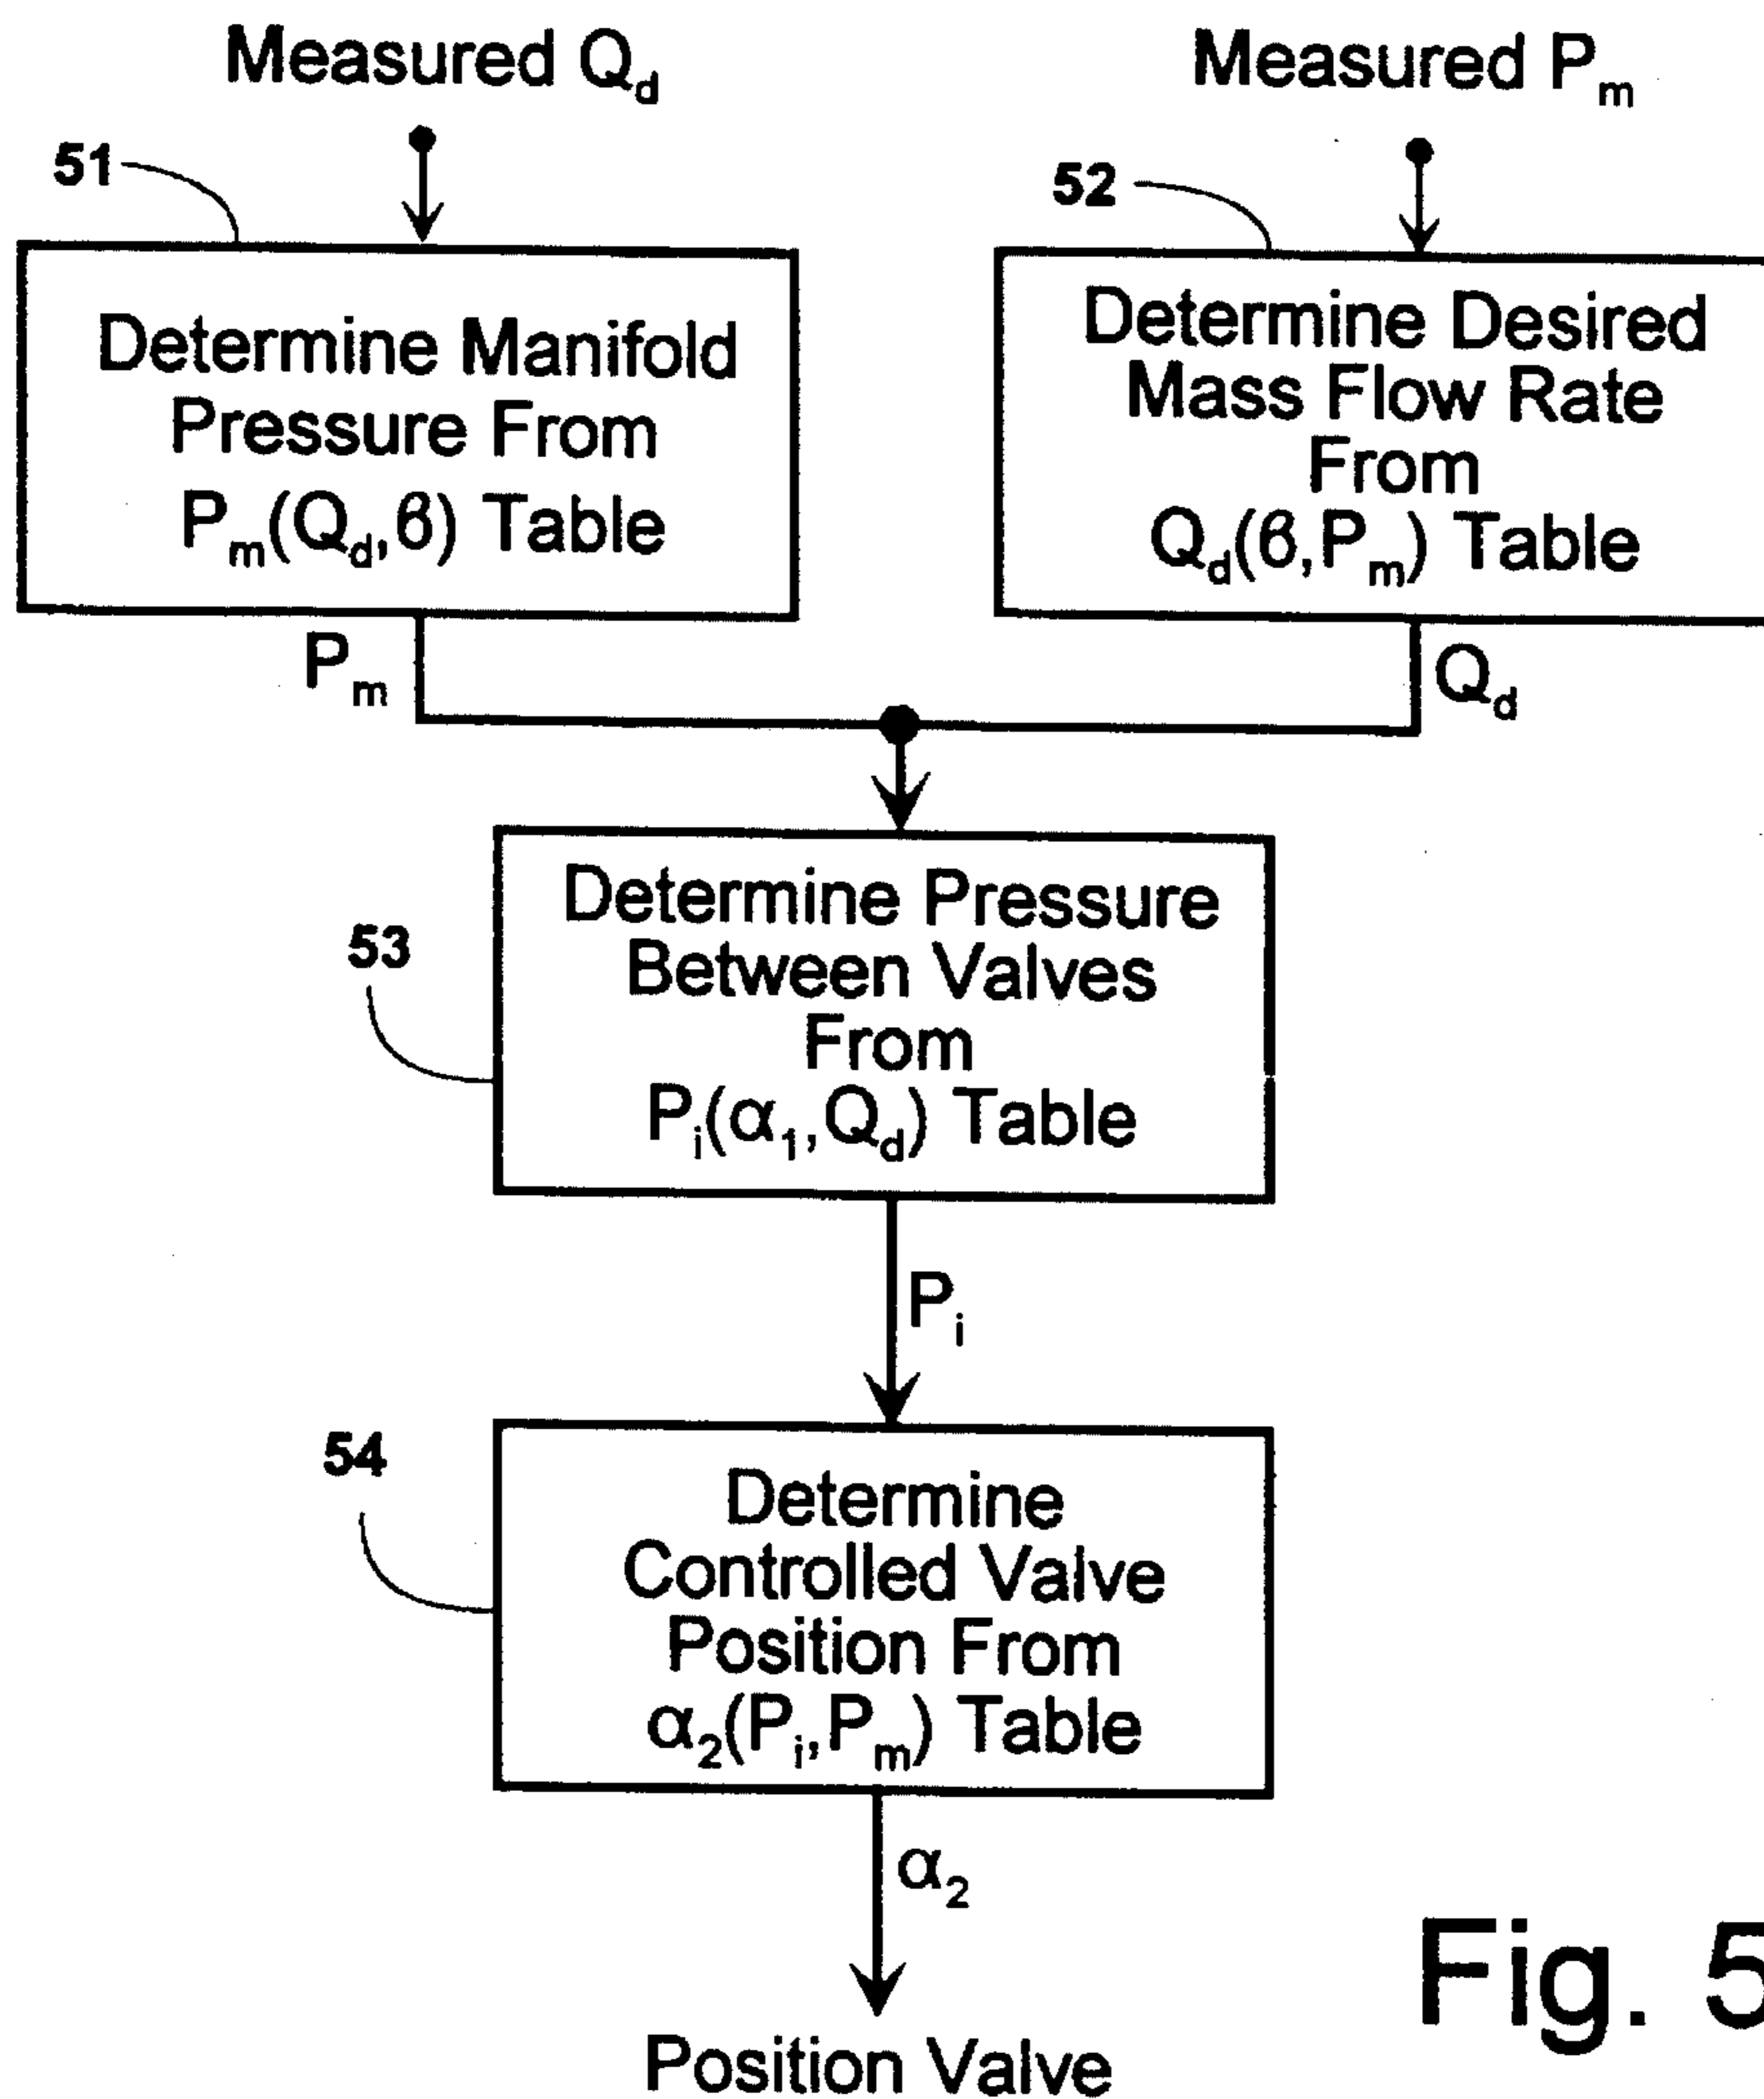 Measured Q_d
Measured P_m
51
52
Determine Manifold
Pressure From
P_m(Q_d,β) Table
Determine Desired
Mass Flow Rate
From
Q_d(β,P_m) Table
P_m
Q_d
53
Determine Pressure
Between Valves
From
P_i(α_1,Q_d) Table
P_i
54
Determine
Controlled Valve
Position From
α_2(P_i,P_m) Table
α_2
Position Valve
Fig. 5